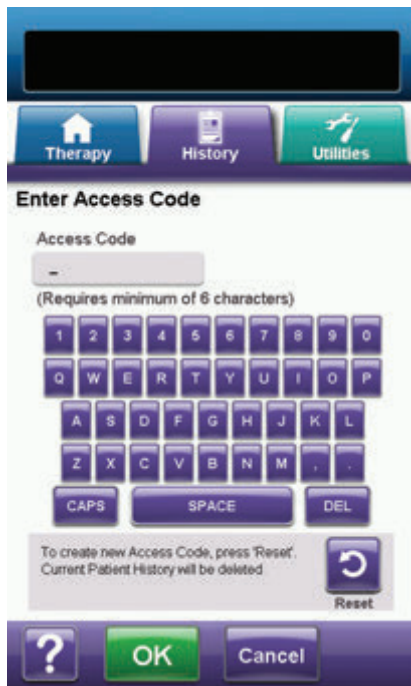 Therapy History Utilities
Enter Access Code
Access Code
_
(Requires minimum of 6 characters)
1 2 3 4 5 6 7 8 9 0
Q W E R T Y U I O P
A S D F G H J K L
Z X C V B N M , .
CAPS SPACE DEL
To create new Access Code, press 'Reset'.
Current Patient History will be deleted
Reset
? OK Cancel